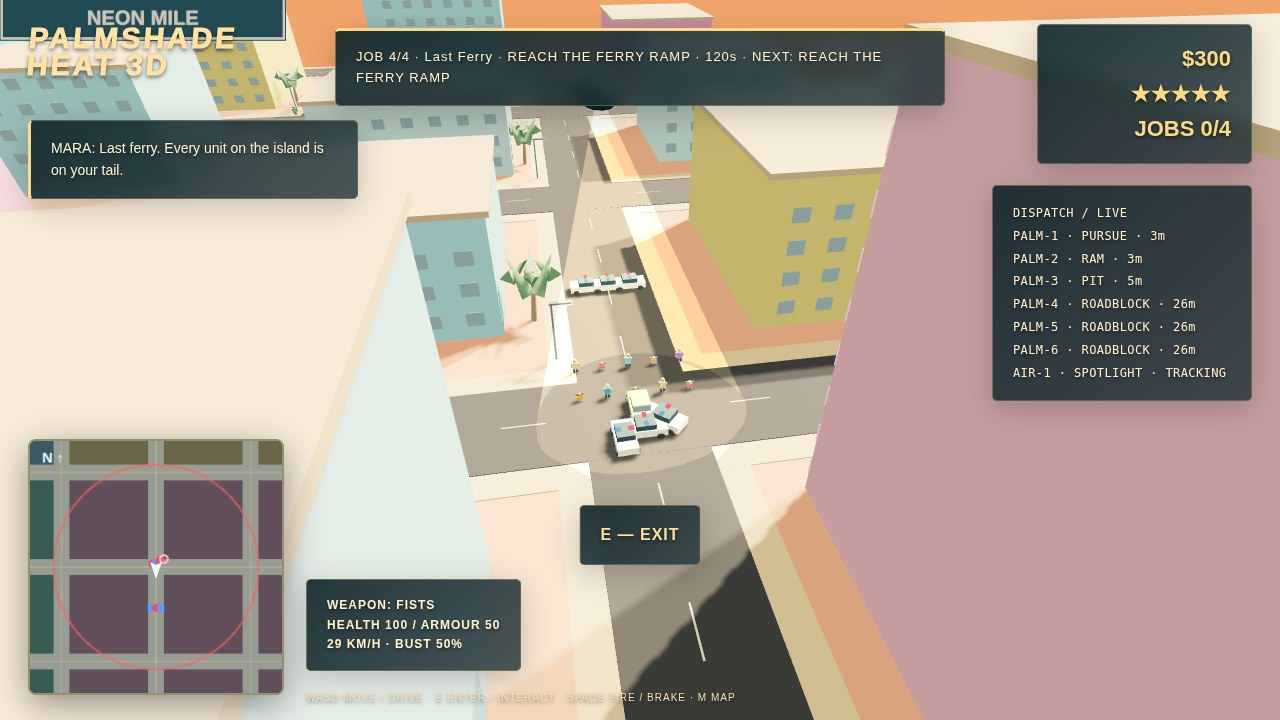 NEON MILE
PALMSHADE
HEAT 3D
JOB 4/4 · Last Ferry · REACH THE FERRY RAMP · 120s · NEXT: REACH THE
FERRY RAMP
$300
★★★★★
JOBS 0/4
MARA: Last ferry. Every unit on the island is
on your tail.
DISPATCH / LIVE
PALM-1 · PURSUE · 3m
PALM-2 · RAM · 3m
PALM-3 · PIT · 5m
PALM-4 · ROADBLOCK · 26m
PALM-5 · ROADBLOCK · 26m
PALM-6 · ROADBLOCK · 26m
AIR-1 · SPOTLIGHT · TRACKING
N ↑
E — EXIT
WEAPON: FISTS
HEALTH 100 / ARMOUR 50
29 KM/H · BUST 50%
WASD MOVE / DRIVE · E ENTER / INTERACT · SPACE FIRE / BRAKE · M MAP